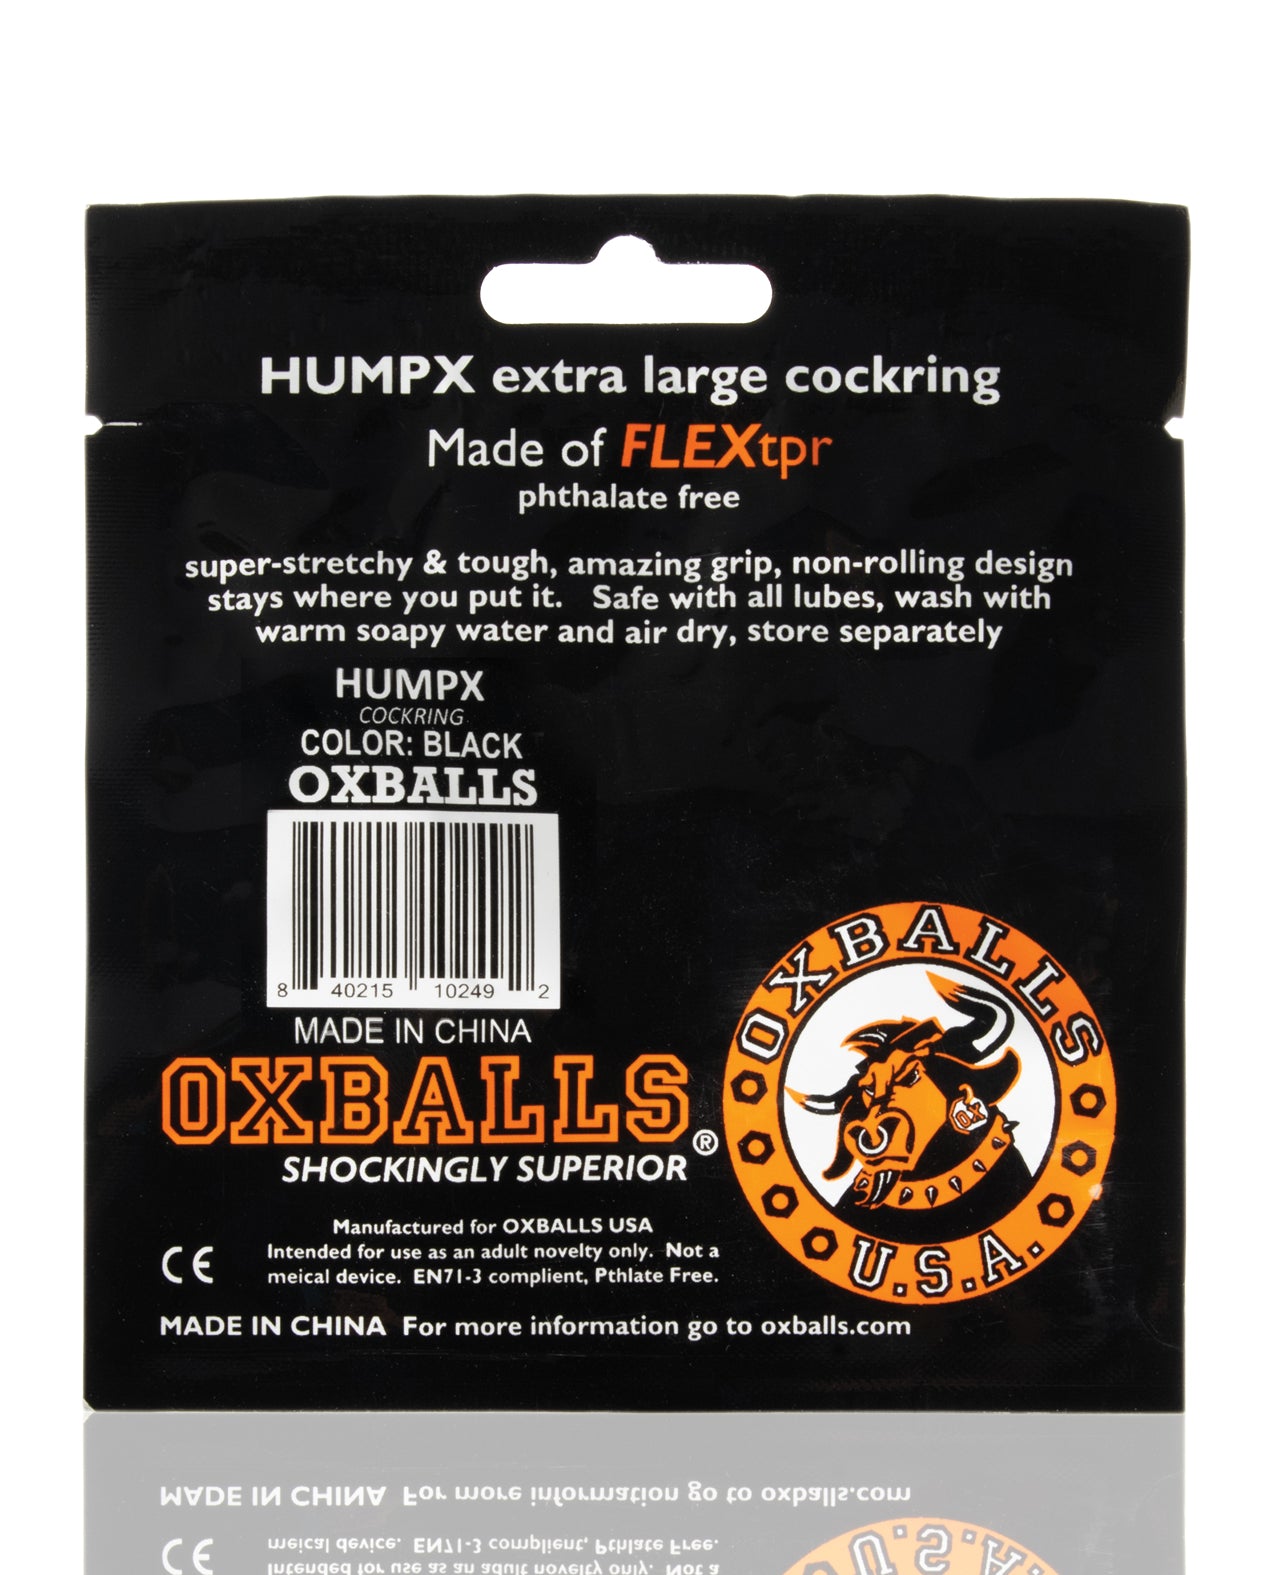 HUMPX extra large cockring
Made of FLEXtpr
phthalate free
super-stretchy & tough, amazing grip, non-rolling design
stays where you put it. Safe with all lubes, wash with
warm soapy water and air dry, store separately
HUMPX
COCKRING
COLOR: BLACK
OXBALLS
8 40215 10249 2
MADE IN CHINA
OXBALLS®
SHOCKINGLY SUPERIOR
OXBALLS
OX
U.S.A.
Manufactured for OXBALLS USA
Intended for use as an adult novelty only. Not a
meical device. EN71-3 complient, Pthlate Free.
CE
MADE IN CHINA For more information go to oxballs.com